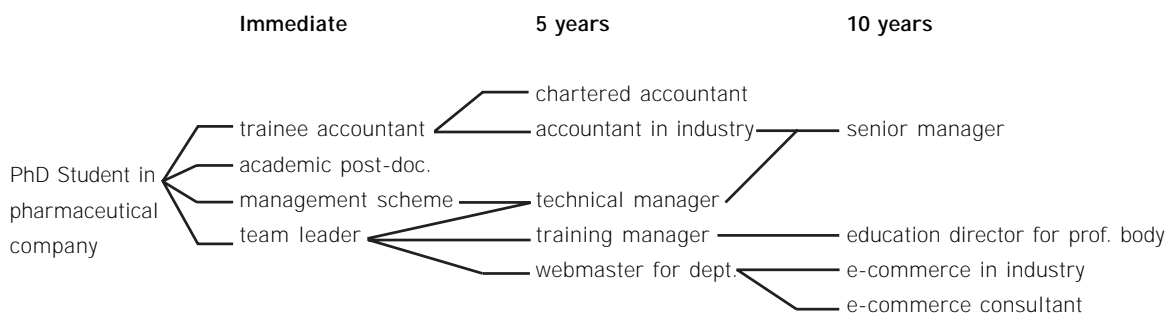 Immediate 5 years 10 years
chartered accountant
trainee accountant accountant in industry senior manager
academic post-doc.
PhD Student in
pharmaceutical
company
management scheme technical manager
team leader training manager education director for prof. body
webmaster for dept. e-commerce in industry
e-commerce consultant